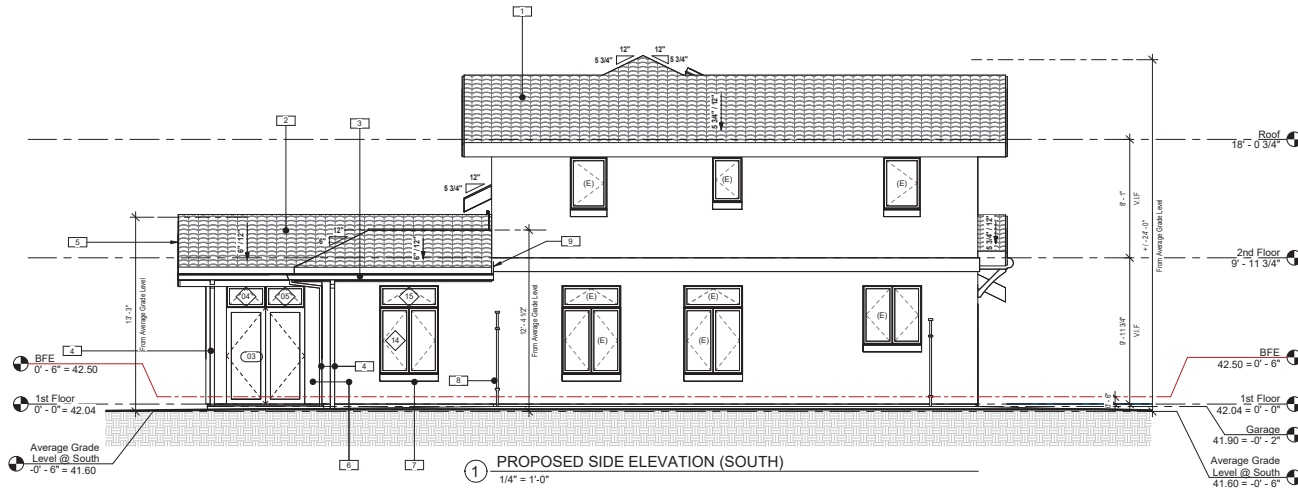 1
12"
12"
5 3/4"
5 3/4"
5 3/4" / 12"
2
3
Roof
18' - 0 3/4"
(E)
(E)
(E)
12"
5 3/4"
8' - 1"
V.I.F
+ / - 24' -0"
From Average Grade Level
5
12"
6"
6" / 12"
6" / 12"
9
5 3/4" / 12"
2nd Floor
9' - 11 3/4"
13' - 3"
From Average Grade Level
04
05
15
(E)
(E)
(E)
12' - 4 1/2"
From Average Grade Level
9' - 11 3/4"
V.I.F
14
03
4
4
8
BFE
0' - 6" = 42.50
BFE
42.50 = 0' - 6"
1st Floor
0' - 0" = 42.04
0' - 6"
1st Floor
42.04 = 0' - 0"
Garage
41.90 = -0' - 2"
Average Grade
Level @ South
-0' - 6" = 41.60
Average Grade
Level @ South
41.60 = -0' - 6"
6
7
1
PROPOSED SIDE ELEVATION (SOUTH)
1/4" = 1'-0"